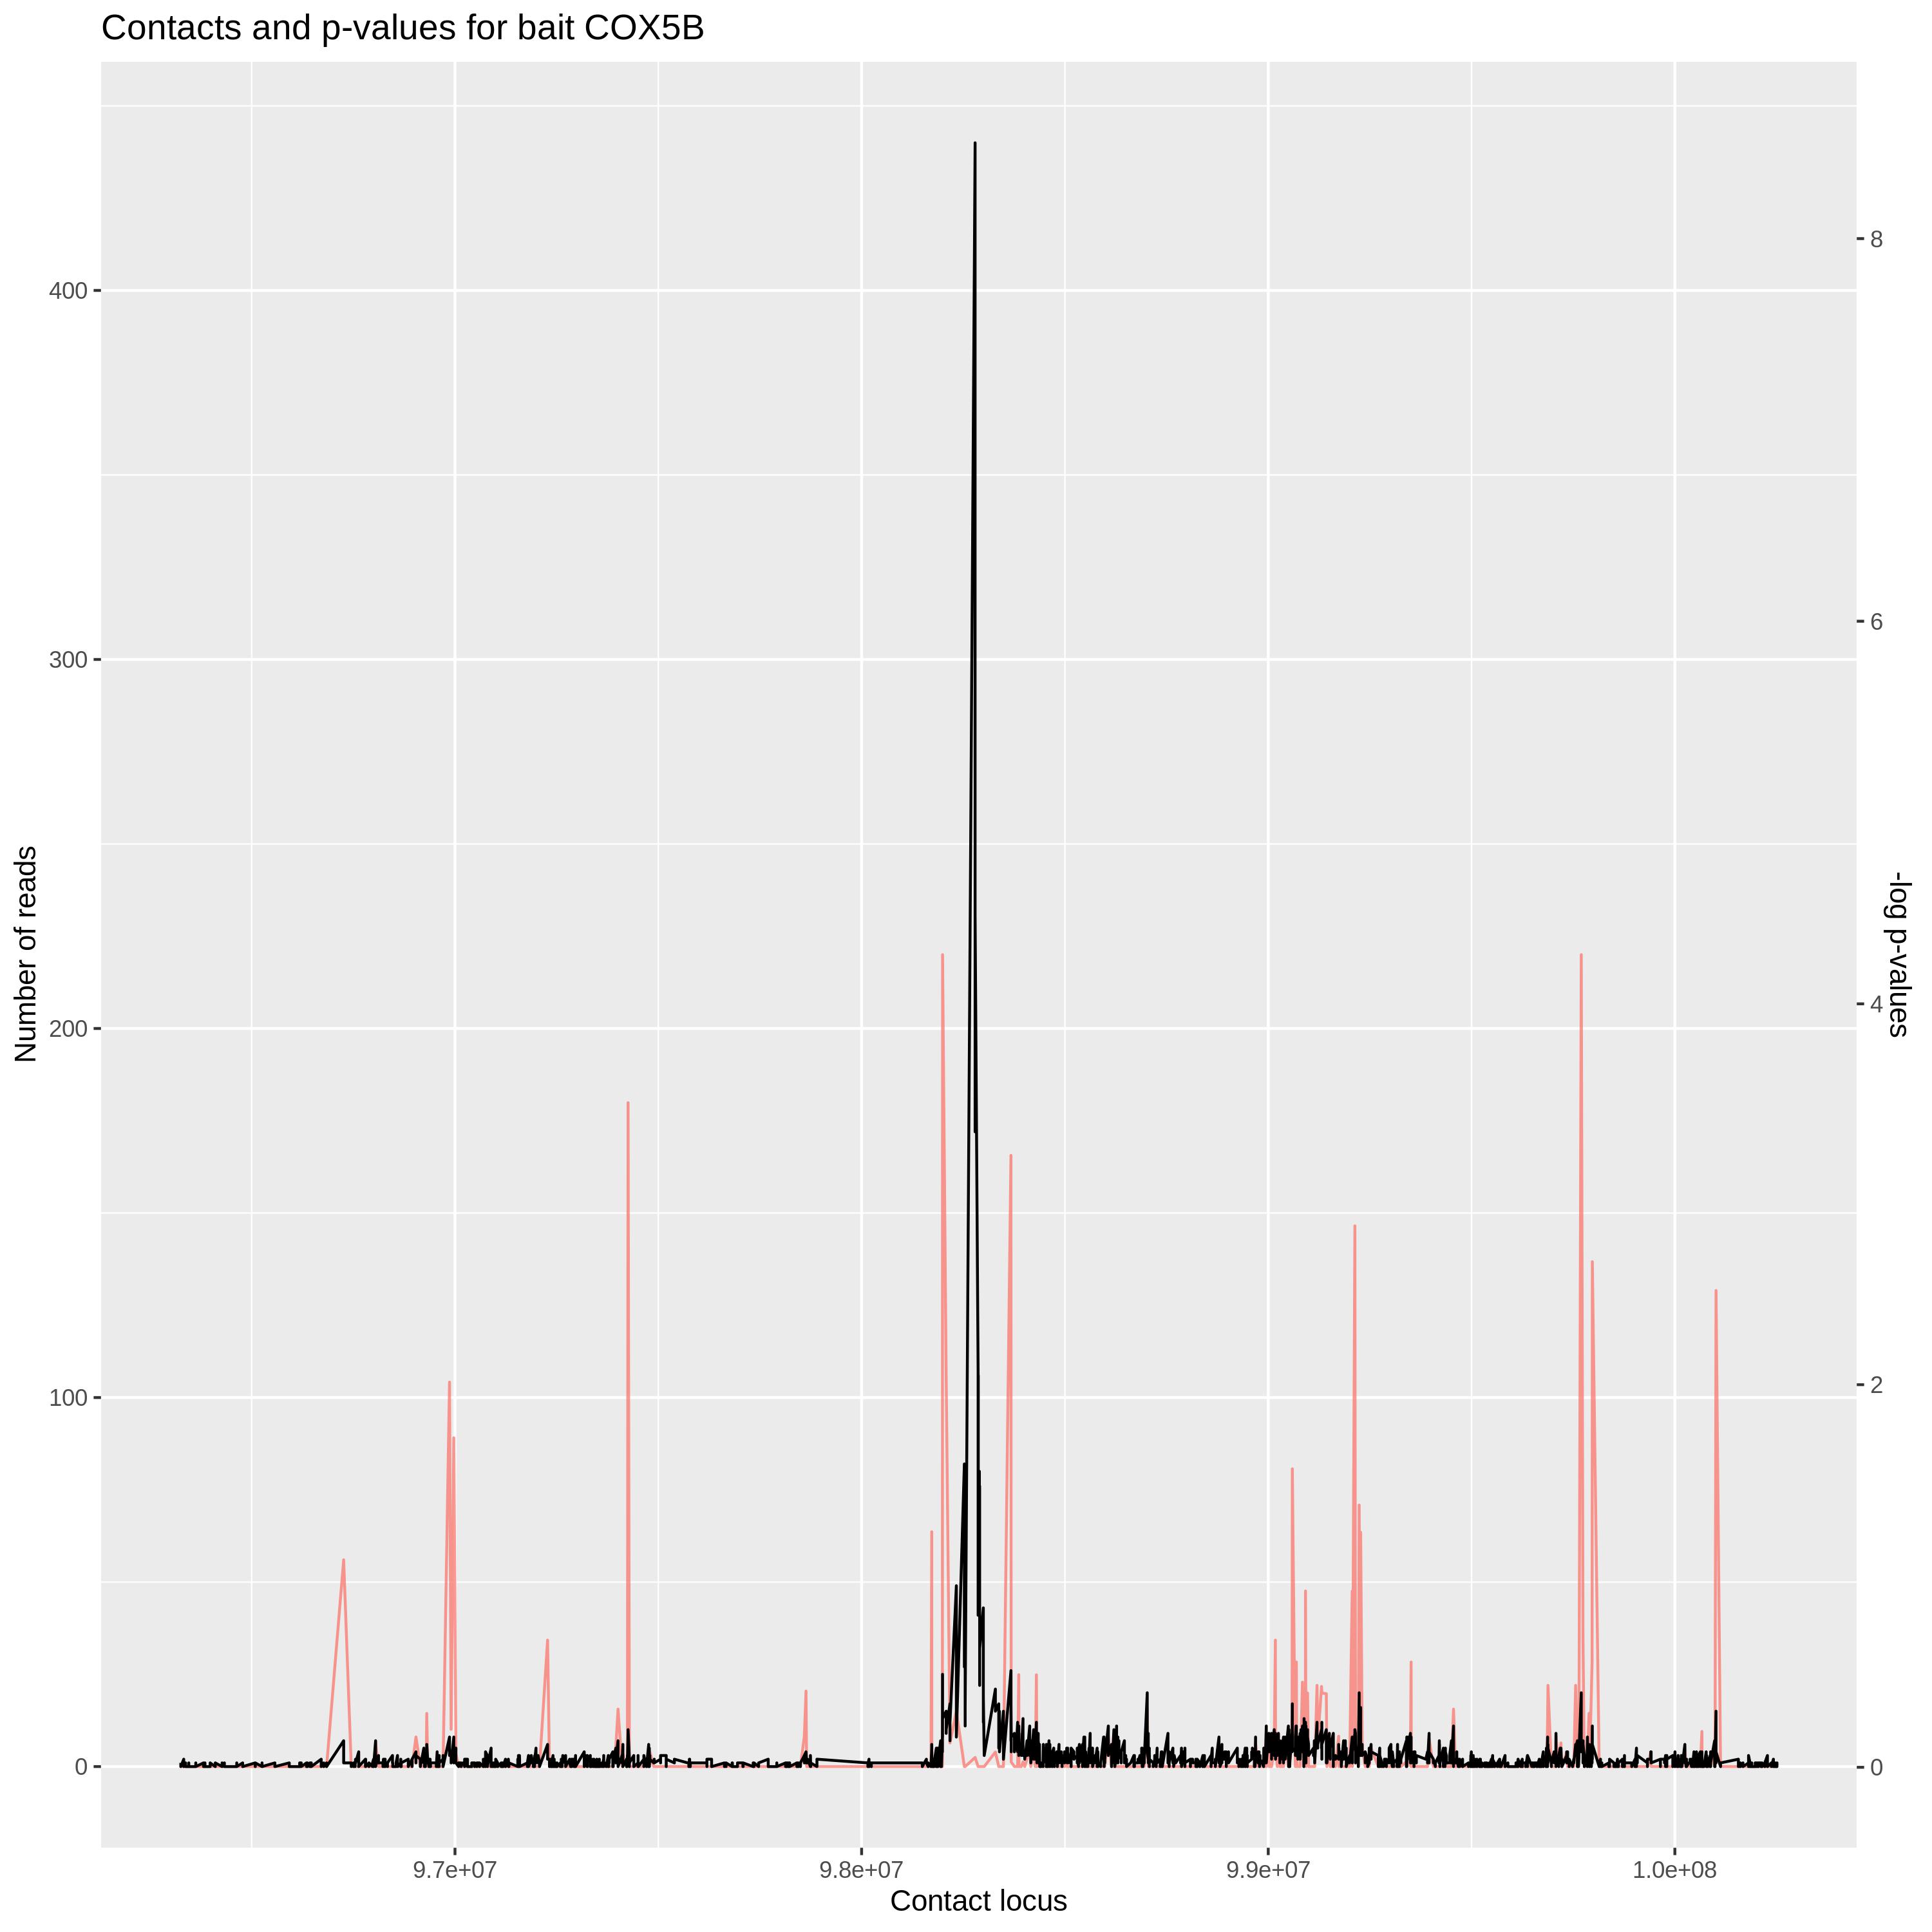 Contacts and p-values for bait COX5B
Number of reads
400
300
200
100
0
8
6
4
2
0
-log p-values
9.7e+07
9.8e+07
9.9e+07
1.0e+08
Contact locus